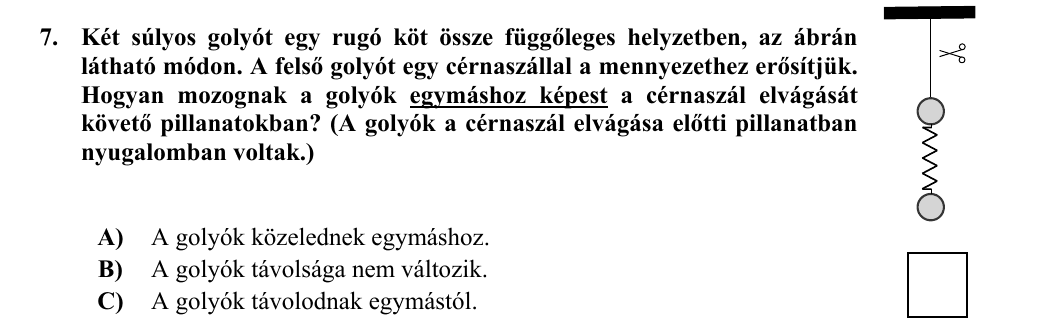 7. Két súlyos golyót egy rugó köt össze függőleges helyzetben, az ábrán
látható módon. A felső golyót egy cérnaszállal a mennyezethez erősítjük.
Hogyan mozognak a golyók egymáshoz képest a cérnaszál elvágását
követő pillanatokban? (A golyók a cérnaszál elvágása előtti pillanatban
nyugalomban voltak.)
A) A golyók közelednek egymáshoz.
B) A golyók távolsága nem változik.
C) A golyók távolodnak egymástól.